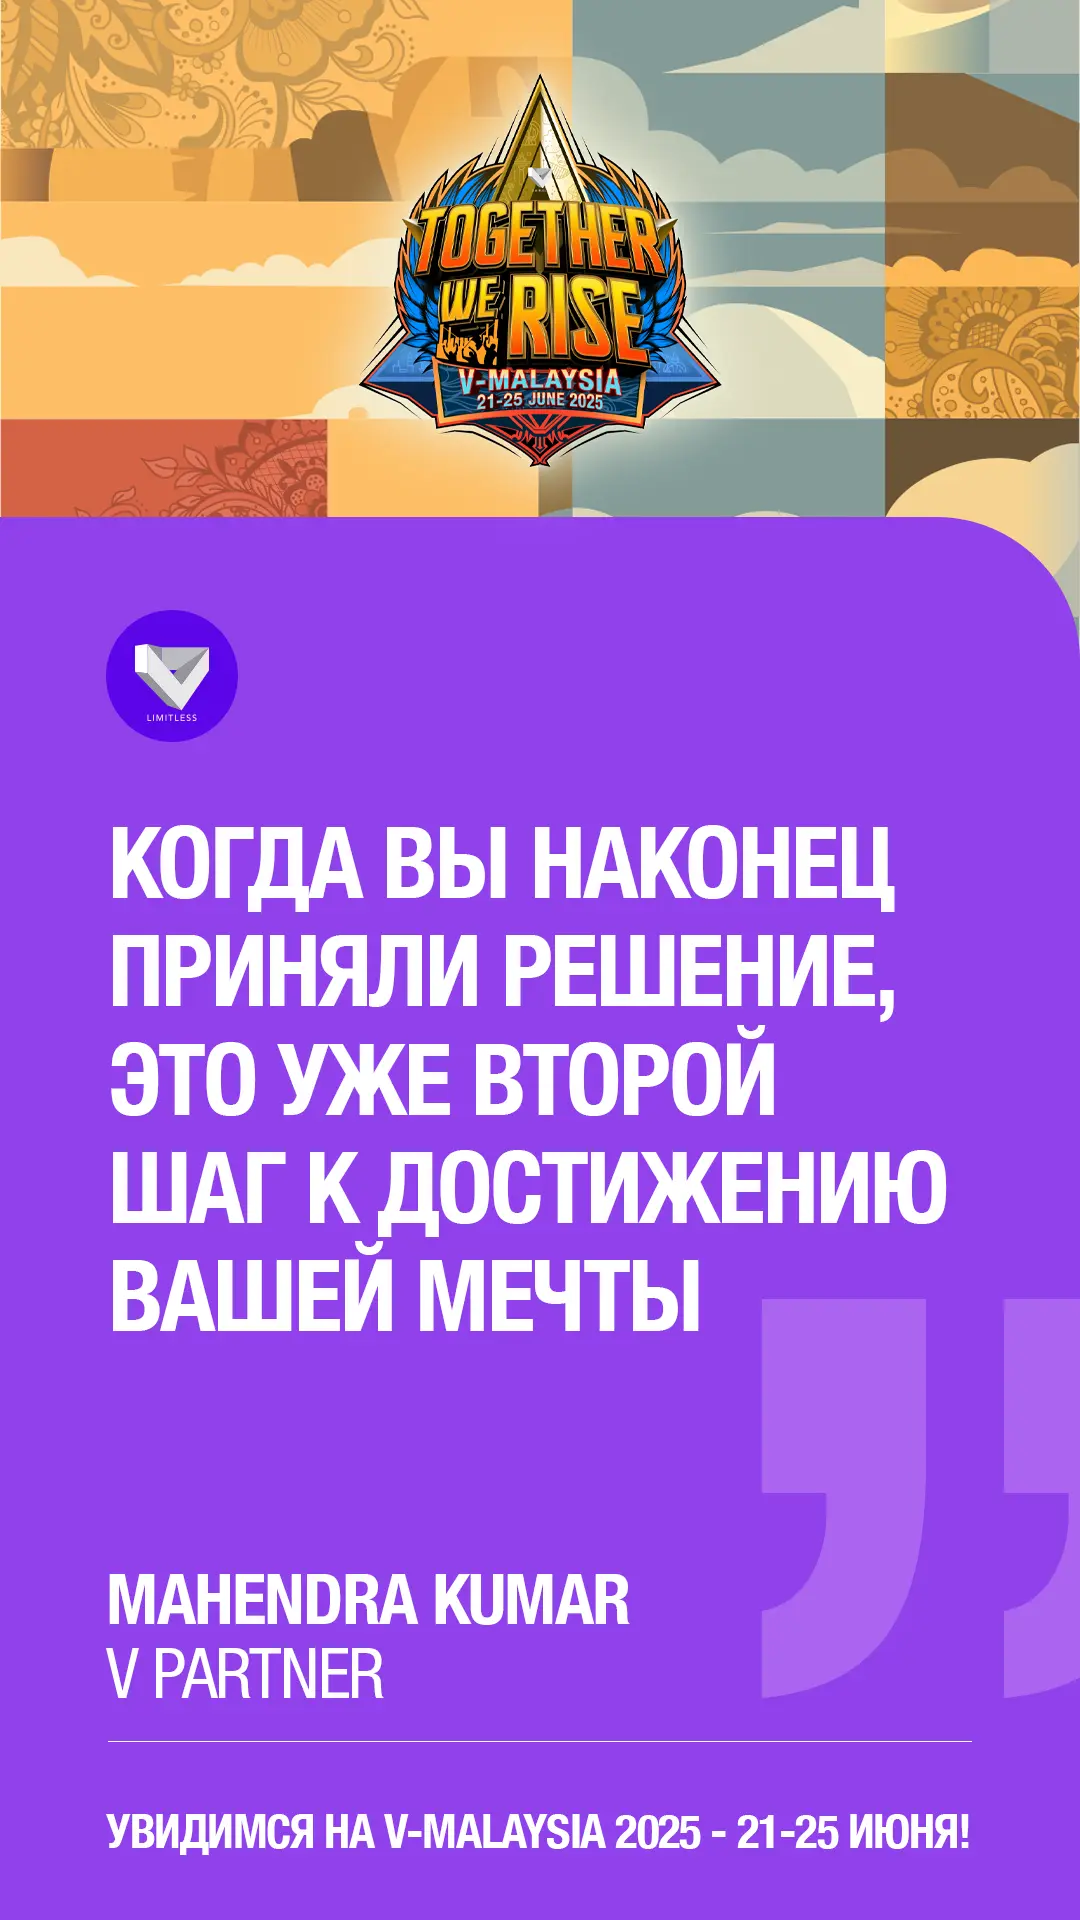 TOGETHER
WE RISE
V-MALAYSIA
21-25 JUNE 2025
LIMITLESS
КОГДА ВЫ НАКОНЕЦ
ПРИНЯЛИ РЕШЕНИЕ,
ЭТО УЖЕ ВТОРОЙ
ШАГ К ДОСТИЖЕНИЮ
ВАШЕЙ МЕЧТЫ
MAHENDRA KUMAR
V PARTNER
УВИДИМСЯ НА V-MALAYSIA 2025 - 21-25 ИЮНЯ!